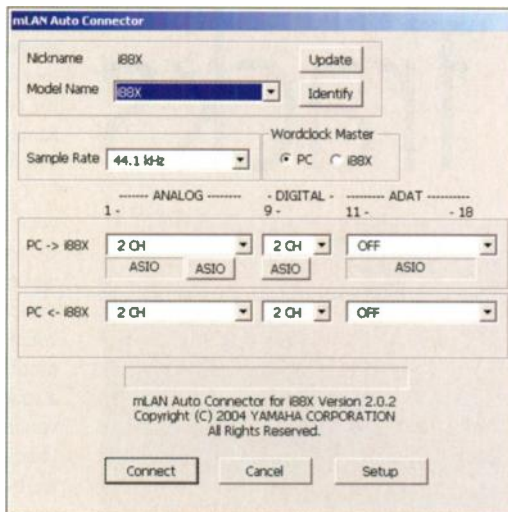 mLAN Auto Connector
Nickname i88X Update
Model Name i88X Identify
Wordclock Master
Sample Rate 44.1 kHz PC i88X
------- ANALOG ------- - DIGITAL - ------- ADAT -------
1 - 9 - 11 - - 18
PC -> i88X 2 CH 2 CH OFF
ASIO ASIO ASIO ASIO
PC <- i88X 2 CH 2 CH OFF
mLAN Auto Connector for i88X Version 2.0.2
Copyright (C) 2004 YAMAHA CORPORATION
All Rights Reserved.
Connect Cancel Setup